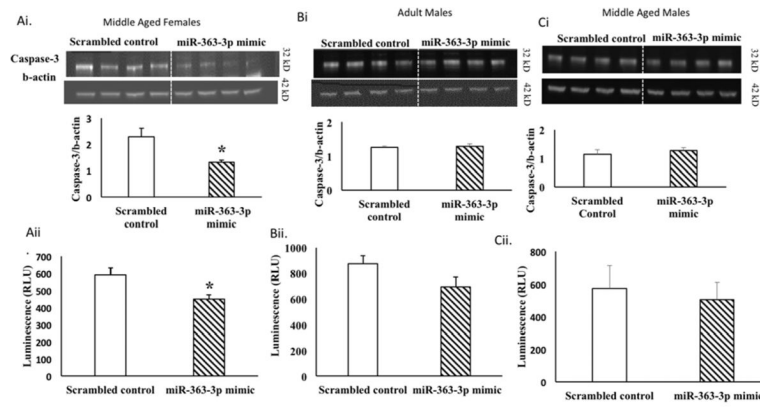 Ai. Middle Aged Females
Scrambled control miR-363-3p mimic
Caspase-3
b-actin
32 kD
42 kD
Caspase-3/b-actin
3
2
1
0
*
Scrambled control
miR-363-3p mimic
Bi Adult Males
Scrambled control miR-363-3p mimic
32 kD
42 kD
Caspase-3/b-actin
2
1
0
Scrambled control
miR-363-3p mimic
Ci Middle Aged Males
Scrambled control miR-363-3p mimic
32 kD
42 kD
Caspase-3/b-actin
2
1
0
Scrambled Control
miR-363-3p mimic
Aii
.
Luminescence (RLU)
700
600
500
400
300
200
100
0
*
Scrambled control miR-363-3p mimic
Bii.
Luminescence (RLU)
1000
800
600
400
200
0
Scrambled control miR-363-3p mimic
Cii.
Luminescence (RLU)
800
600
400
200
0
Scrambled control miR-363-3p mimic